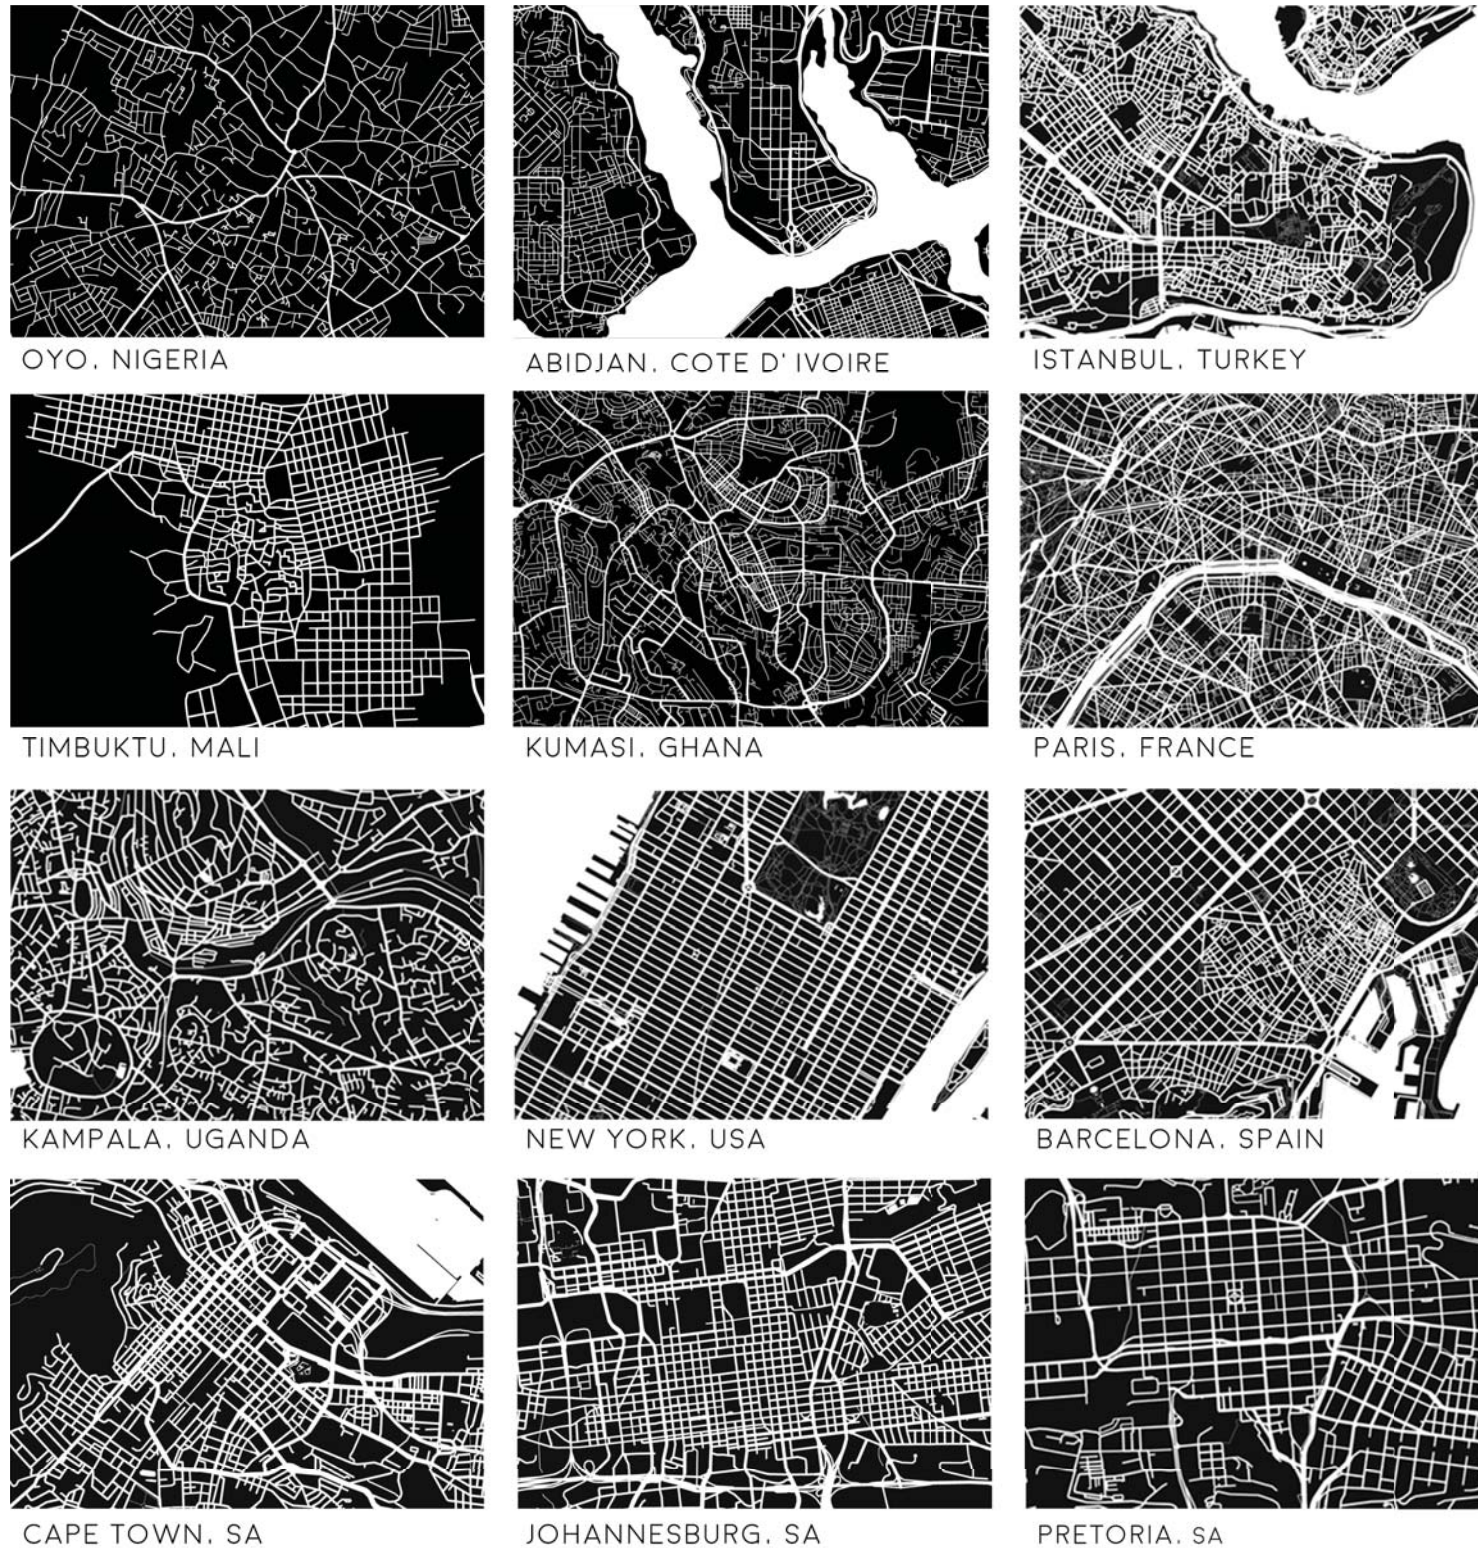 OYO. NIGERIA
ABIDJAN. COTE D' IVOIRE
ISTANBUL. TURKEY
TIMBUKTU. MALI
KUMASI. GHANA
PARIS. FRANCE
KAMPALA. UGANDA
NEW YORK. USA
BARCELONA. SPAIN
CAPE TOWN. SA
JOHANNESBURG. SA
PRETORIA. SA